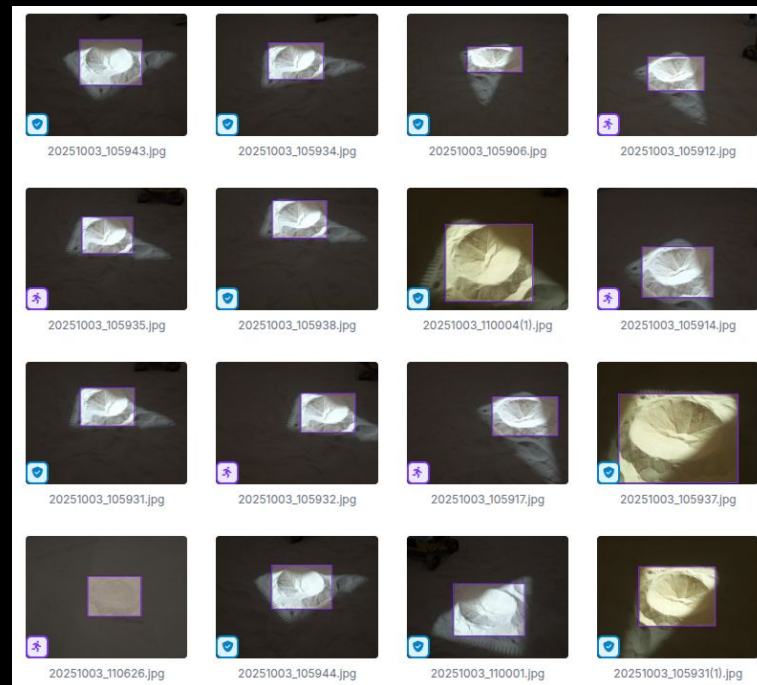 20251003_105943.jpg 20251003_105934.jpg 20251003_105906.jpg 20251003_105912.jpg
20251003_105935.jpg 20251003_105938.jpg 20251003_110004(1).jpg 20251003_105914.jpg
20251003_105931.jpg 20251003_105932.jpg 20251003_105917.jpg 20251003_105937.jpg
20251003_110626.jpg 20251003_105944.jpg 20251003_110001.jpg 20251003_105931(1).jpg